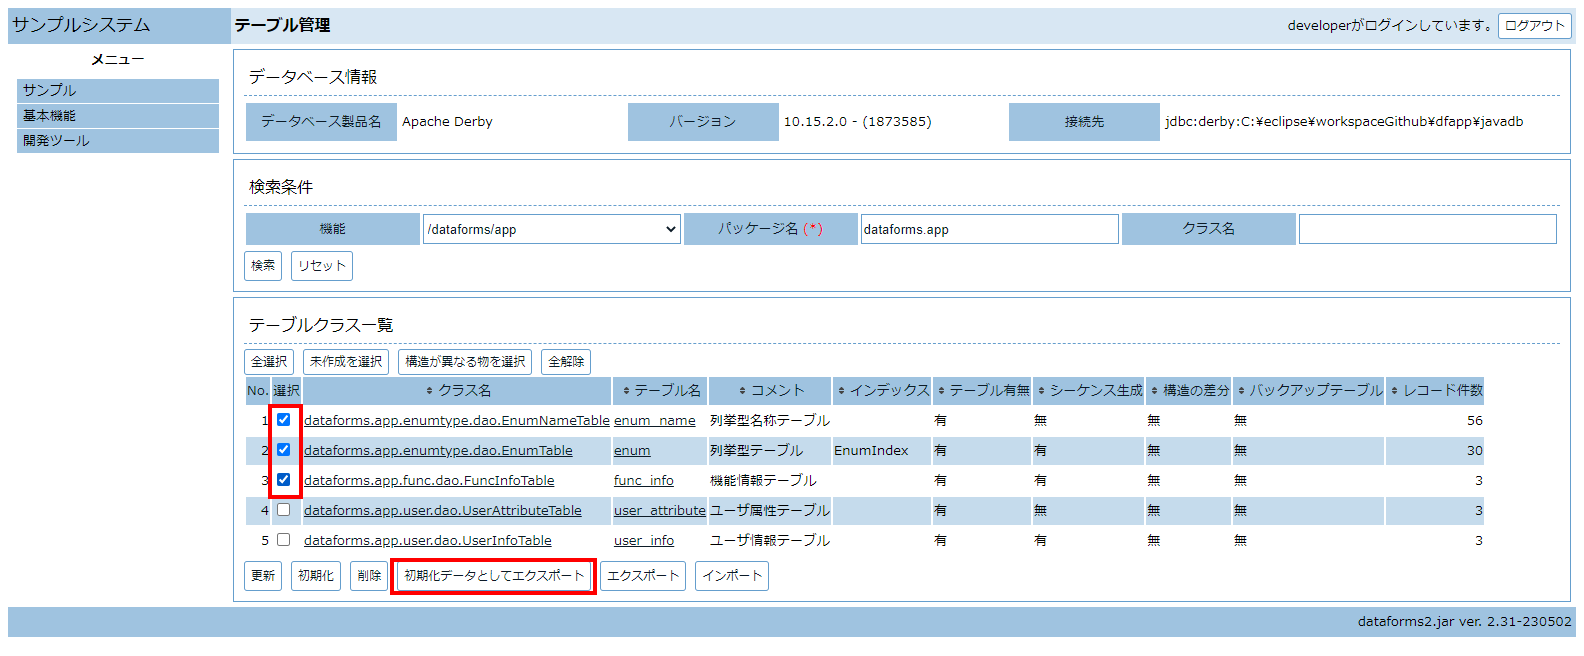 サンプルシステム
テーブル管理
developerがログインしています。 ログアウト
メニュー
サンプル
基本機能
開発ツール
データベース情報
データベース製品名 Apache Derby バージョン 10.15.2.0 - (1873585) 接続先 jdbc:derby:C:¥eclipse¥workspaceGithub¥dfapp¥javadb
検索条件
機能 /dataforms/app パッケージ名 (*) dataforms.app クラス名
検索 リセット
テーブルクラス一覧
全選択 未作成を選択 構造が異なる物を選択 全解除
No. 選択 クラス名 テーブル名 コメント インデックス テーブル有無 シーケンス生成 構造の差分 バックアップテーブル レコード件数
1 dataforms.app.enumtype.dao.EnumNameTable enum_name 列挙型名称テーブル 有 無 無 無 56
2 dataforms.app.enumtype.dao.EnumTable enum 列挙型テーブル EnumIndex 有 有 無 無 30
3 dataforms.app.func.dao.FuncInfoTable func_info 機能情報テーブル 有 有 無 無 3
4 dataforms.app.user.dao.UserAttributeTable user_attribute ユーザ属性テーブル 有 無 無 無 3
5 dataforms.app.user.dao.UserInfoTable user_info ユーザ情報テーブル 有 有 無 無 3
更新 初期化 削除 初期化データとしてエクスポート エクスポート インポート
dataforms2.jar ver. 2.31-230502